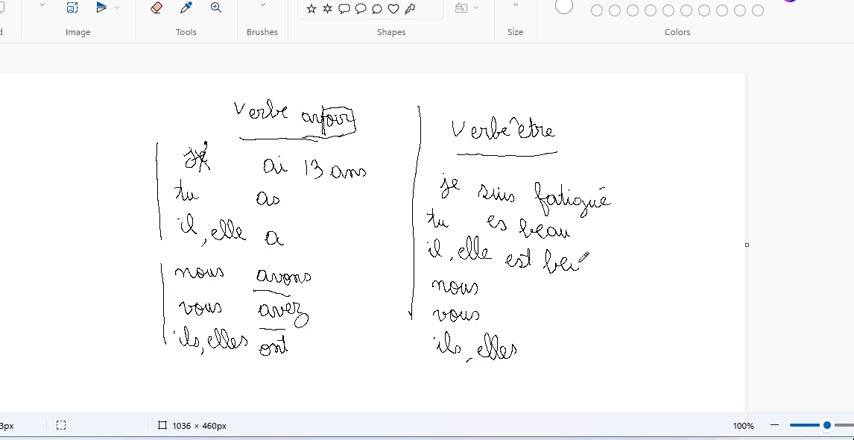 Image
Tools
Brushes
Shapes
Size
Colors
Verbe avoir
j' ai 13 ans
tu as
il, elle a
nous avons
vous avez
ils, elles ont
Verbe être
je suis fatigué
tu es beau
il, elle est
nous
vous
ils, elles
3px
1036 × 460px
100%